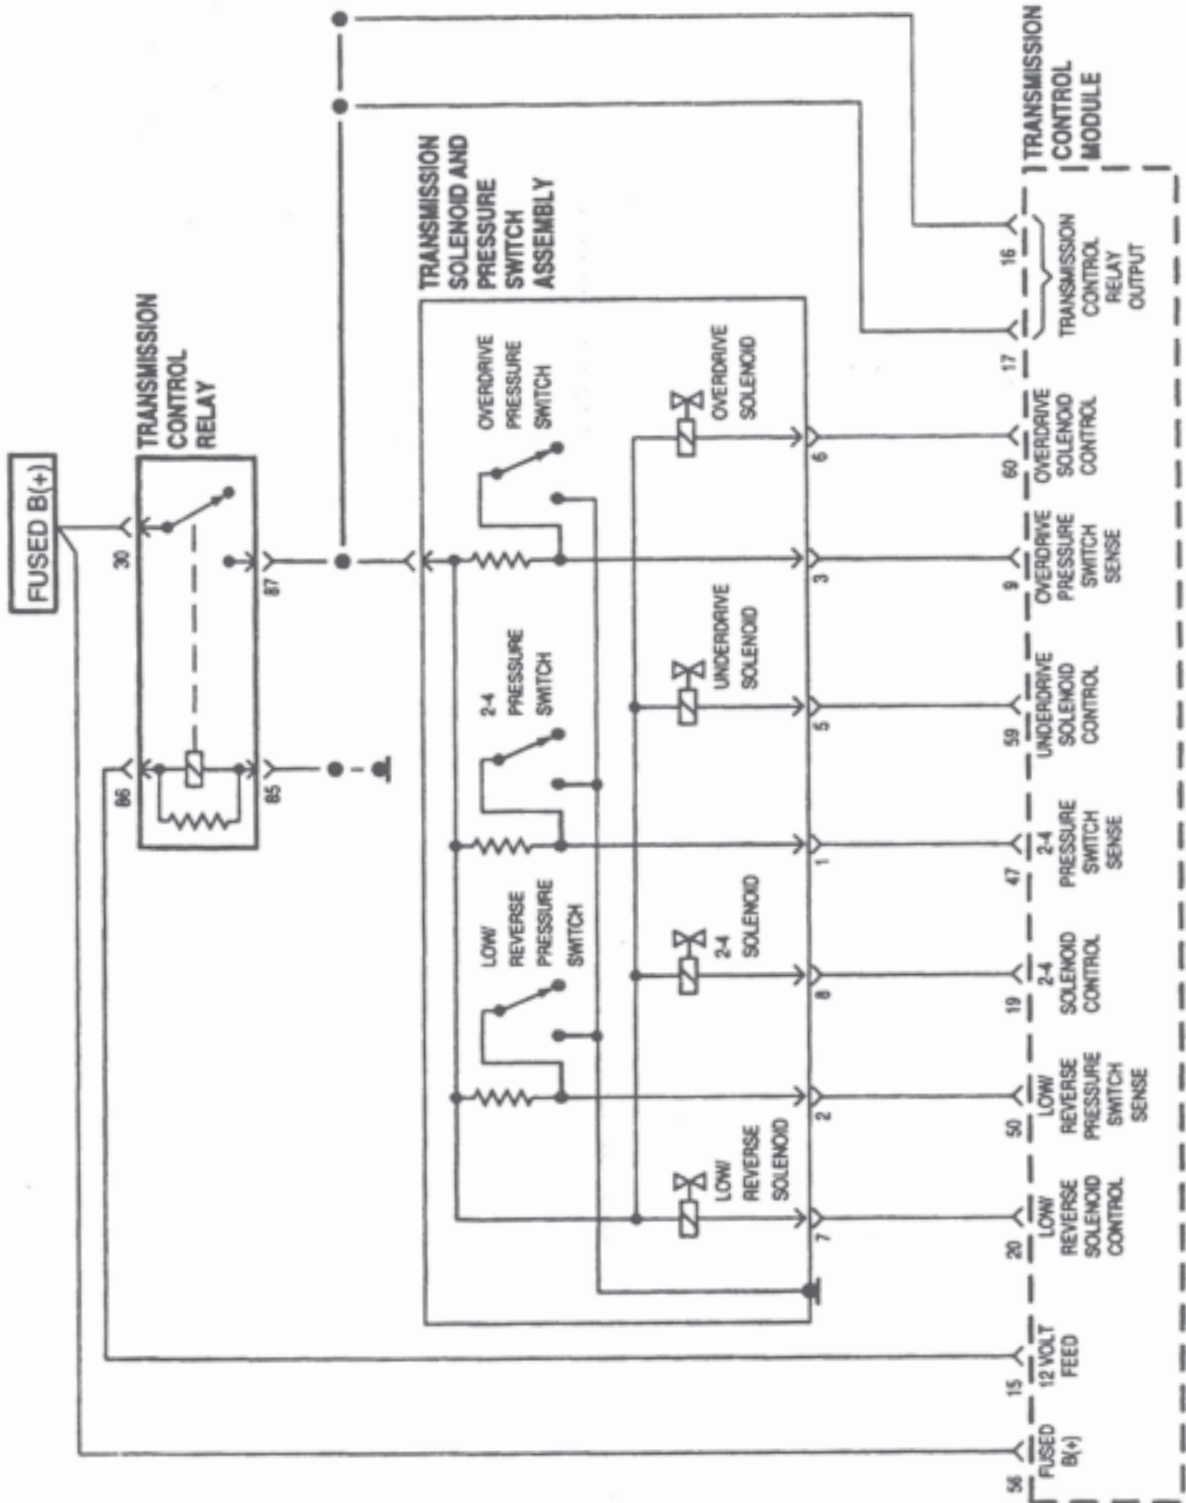 FUSED B(+)
TRANSMISSION
CONTROL
RELAY
30
86
87
85
TRANSMISSION
SOLENOID AND
PRESSURE
SWITCH
ASSEMBLY
OVERDRIVE
PRESSURE
SWITCH
2-4
PRESSURE
SWITCH
LOW/
REVERSE
PRESSURE
SWITCH
OVERDRIVE
SOLENOID
UNDERDRIVE
SOLENOID
2-4
SOLENOID
LOW/
REVERSE
SOLENOID
7
2
8
1
5
3
6
TRANSMISSION
CONTROL
MODULE
56
FUSED
B(+)
15
12 VOLT
FEED
20
LOW/
REVERSE
SOLENOID
CONTROL
50
LOW/
REVERSE
PRESSURE
SWITCH
SENSE
19
2-4
SOLENOID
CONTROL
47
2-4
PRESSURE
SWITCH
SENSE
59
UNDERDRIVE
SOLENOID
CONTROL
9
OVERDRIVE
PRESSURE
SWITCH
SENSE
60
OVERDRIVE
SOLENOID
CONTROL
17
16
TRANSMISSION
CONTROL
RELAY
OUTPUT